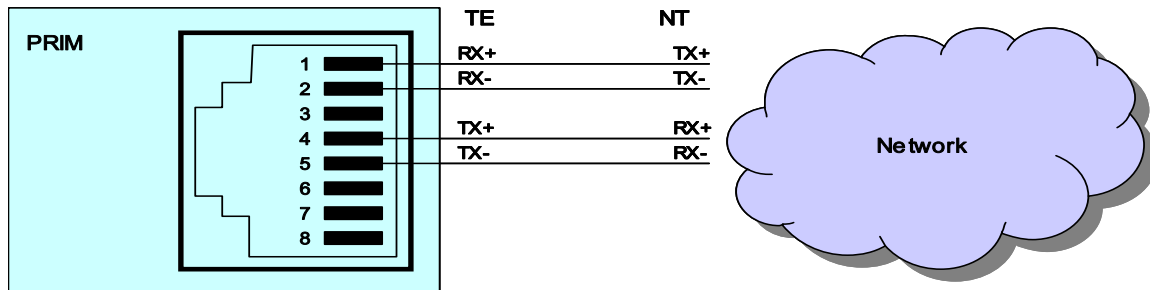 TE NT
PRIM
RX+ TX+
1
RX- TX-
2
3
TX+ RX+
4
TX- RX-
5
6
7
8
Network